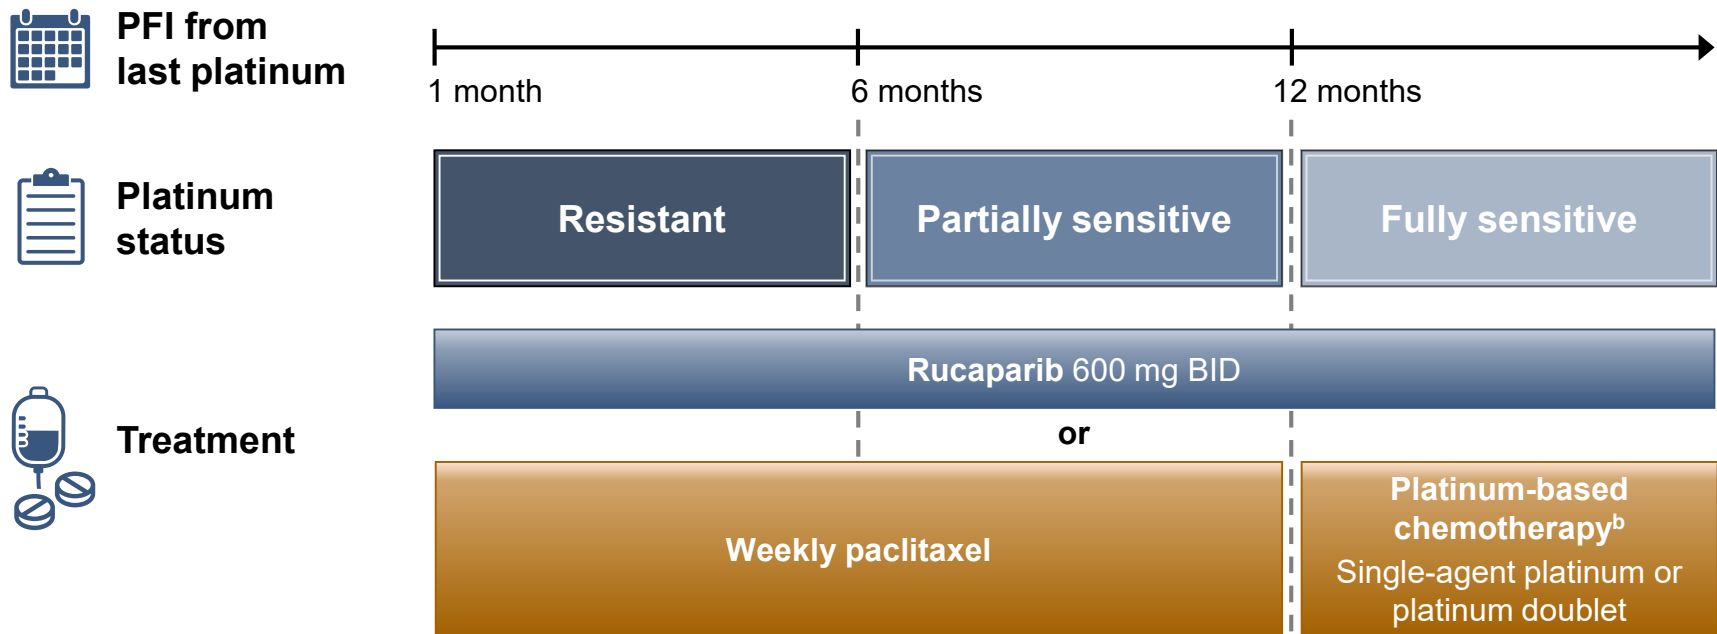 PFI from
last platinum
1 month
6 months
12 months
Platinum
status
Resistant
Partially sensitive
Fully sensitive
Treatment
Rucaparib 600 mg BID
or
Weekly paclitaxel
Platinum-based
chemotherapyᵇ
Single-agent platinum or
platinum doublet